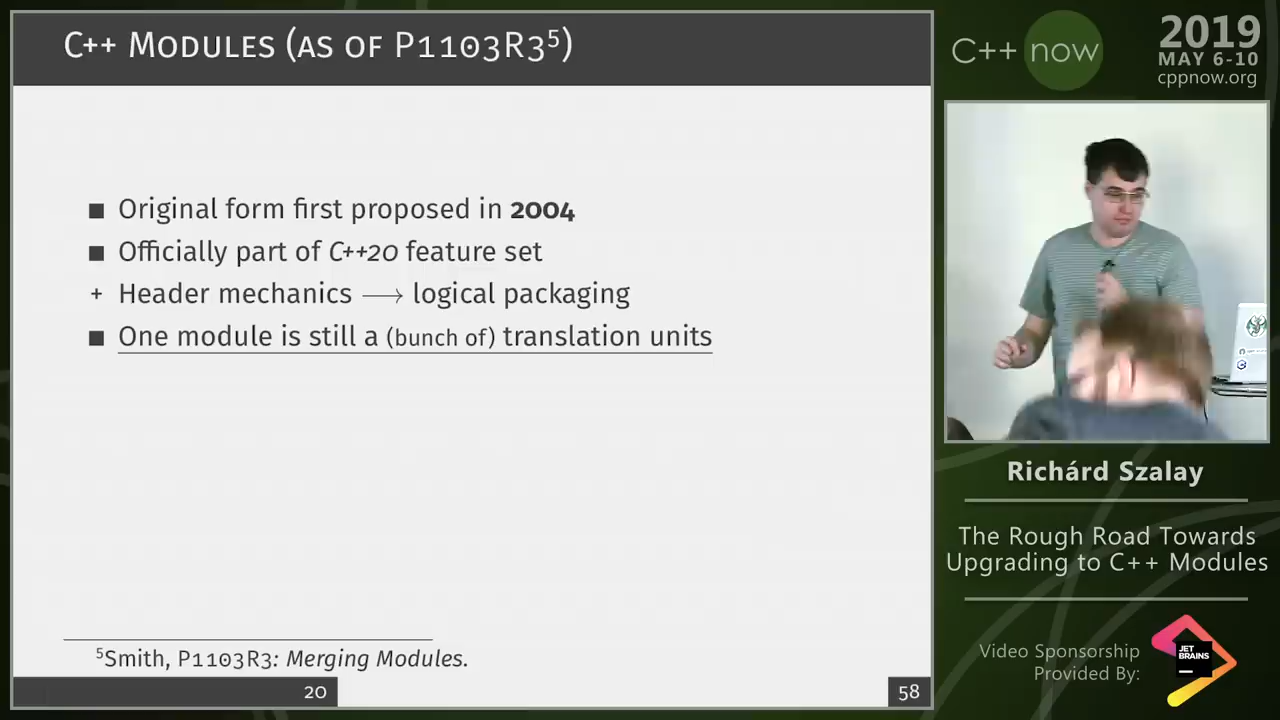 C++ MODULES (AS OF P1103R3⁵)
■ Original form first proposed in 2004
■ Officially part of C++20 feature set
+ Header mechanics ⟶ logical packaging
■ One module is still a (bunch of) translation units
⁵Smith, P1103R3: Merging Modules.
20
58
C++ now
2019
MAY 6-10
cppnow.org
Richárd Szalay
The Rough Road Towards
Upgrading to C++ Modules
Video Sponsorship
Provided By:
JET
BRAINS